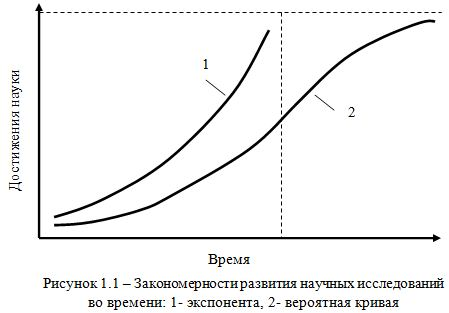 Достижения науки
1
2
Время
Рисунок 1.1 – Закономерности развития научных исследований
во времени: 1- экспонента, 2- вероятная кривая